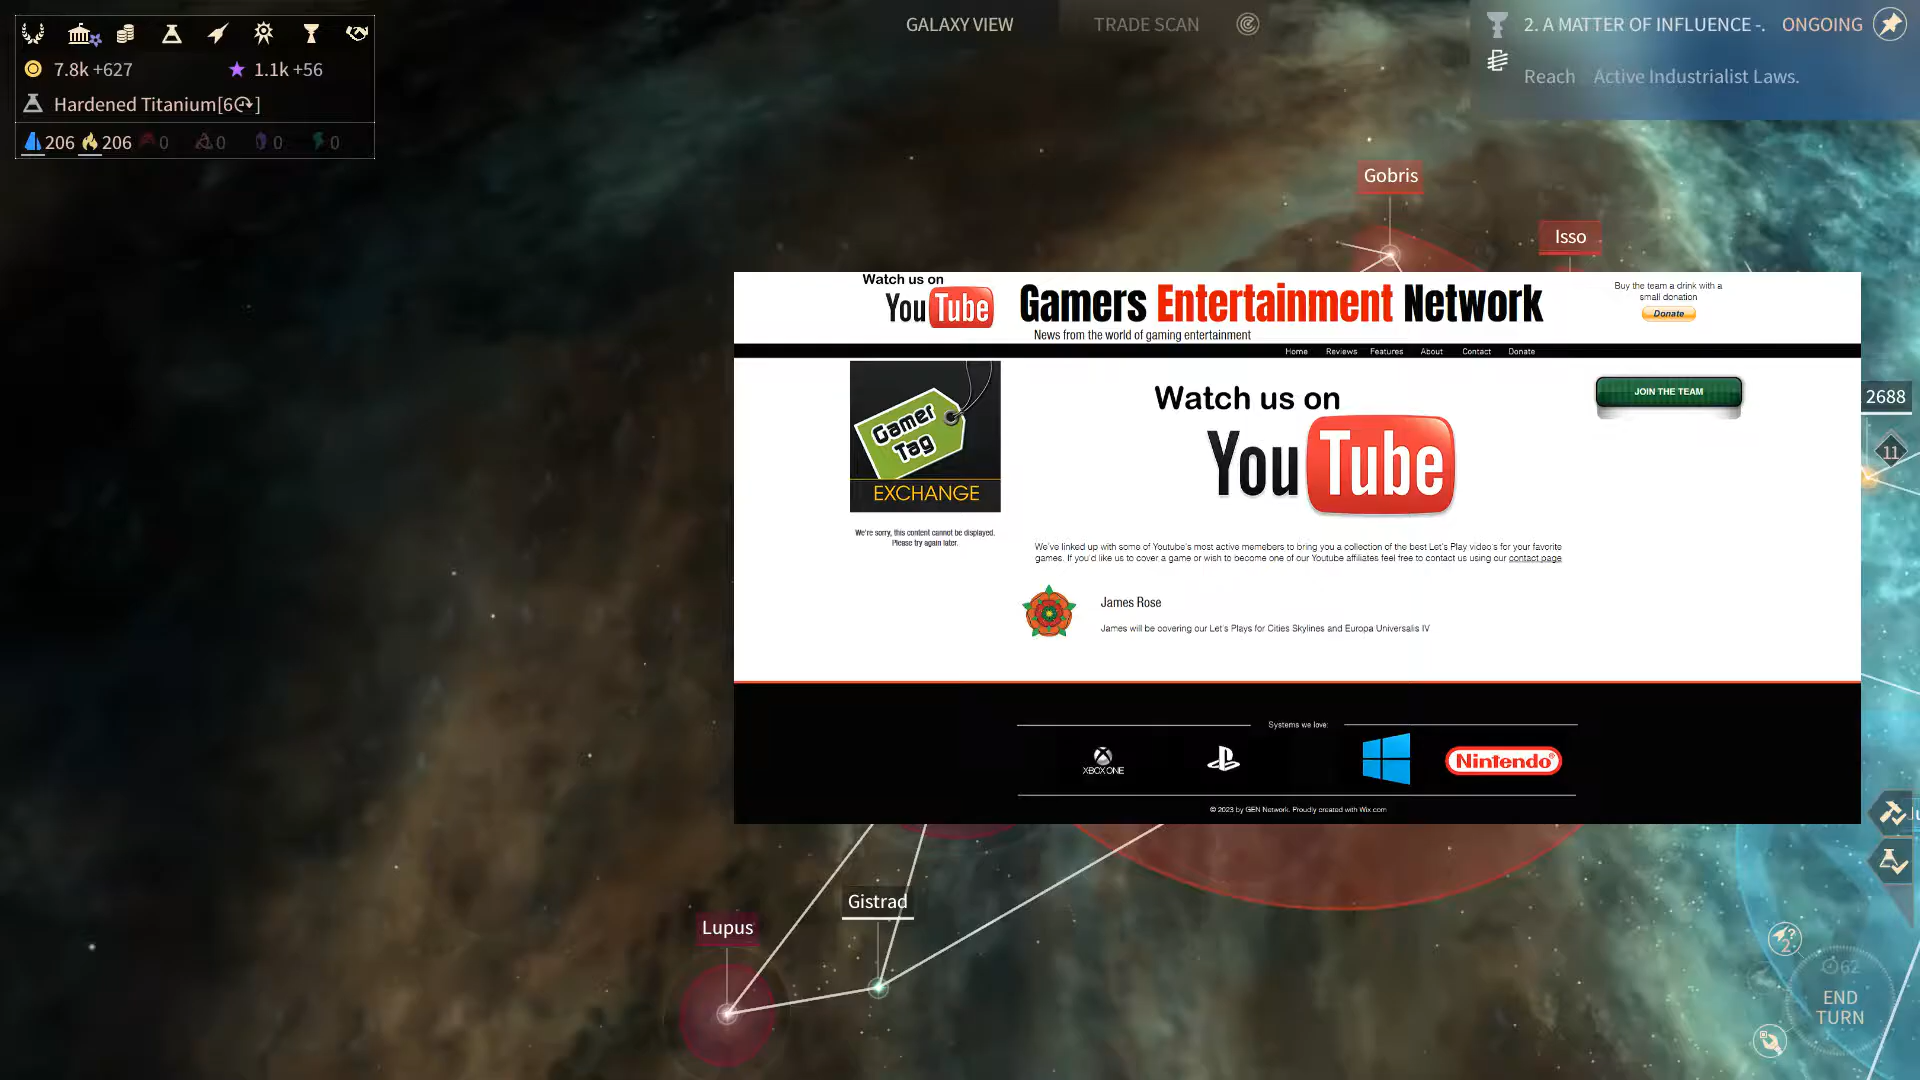 GALAXY VIEW
TRADE SCAN
2. A MATTER OF INFLUENCE -.
ONGOING
Reach Active Industrialist Laws.
7.8k +627
1.1k +56
Hardened Titanium[6]
206 206 0 0 0 0
Gobris
Isso
Watch us on
YouTube
Gamers Entertainment Network
News from the world of gaming entertainment
Buy the team a drink with a
small donation
Donate
Home Reviews Features About Contact Donate
Gamer
Tag
EXCHANGE
We're sorry, this content cannot be displayed.
Please try again later.
Watch us on
YouTube
JOIN THE TEAM
We've linked up with some of Youtube's most active memebers to bring you a collection of the best Let's Play video's for your favorite
games. If you'd like us to cover a game or wish to become one of our Youtube affiliates feel free to contact us using our contact page
James Rose
James will be covering our Let's Plays for Cities Skylines and Europa Universalis IV
Systems we love:
XBOX ONE
Nintendo
© 2023 by GEN Network. Proudly created with Wix.com
2688
11
Gistrad
Lupus
2
62
END
TURN